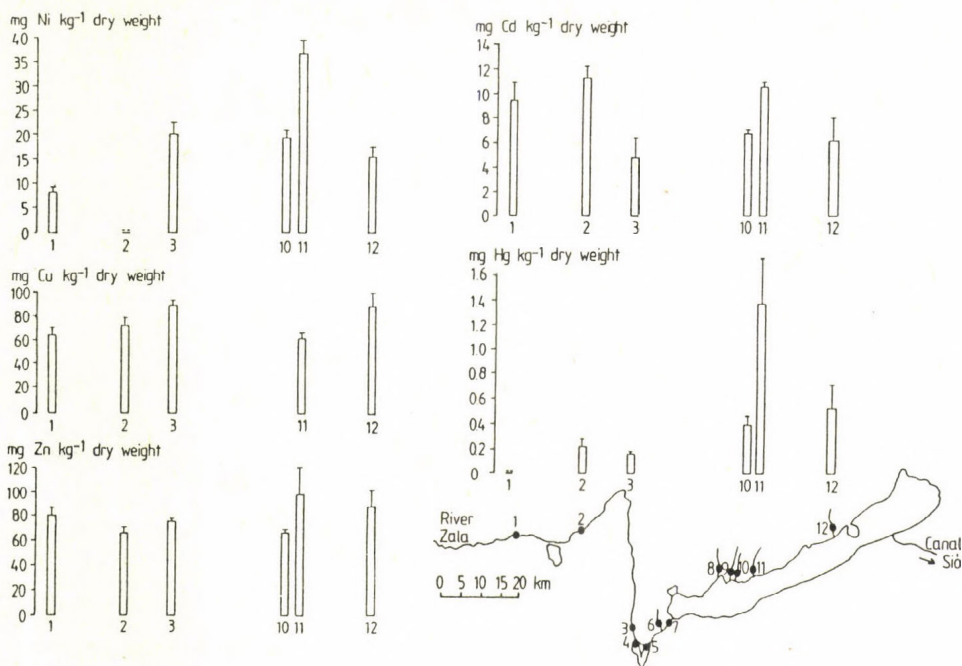 mg Ni kg⁻¹ dry weight
40
35
30
25
20
15
10
5
0
1 2 3 10 11 12
mg Cu kg⁻¹ dry weight
100
80
60
40
20
0
1 2 3 11 12
mg Zn kg⁻¹ dry weight
120
100
80
60
40
20
0
1 2 3 10 11 12
mg Cd kg⁻¹ dry weight
14
12
10
8
6
4
2
0
1 2 3 10 11 12
mg Hg kg⁻¹ dry weight
1.6
1.4
1.2
1.0
0.8
0.6
0.4
0.2
0
1 2 3 10 11 12
River
Zala
1
2
12
Canal
Sió
0 5 10 15 20 km
8 9 10 11
3
6 7
4 5